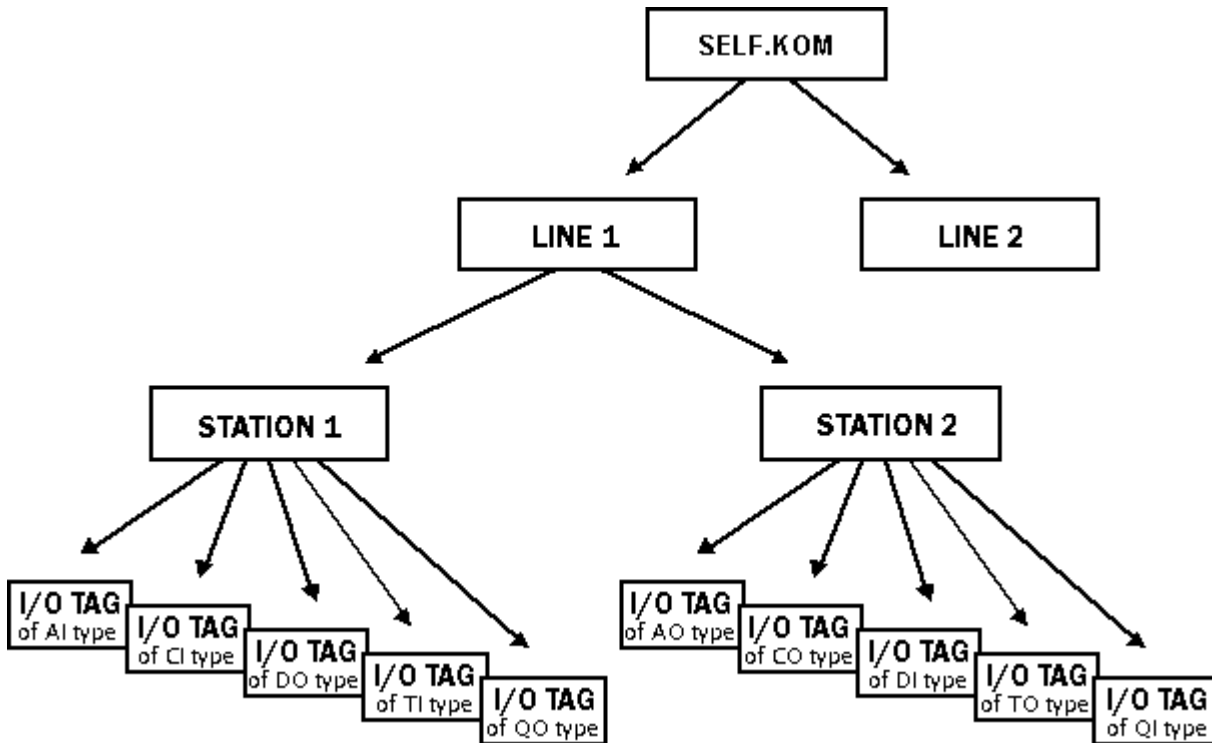 SELF.KOM
LINE 1
LINE 2
STATION 1
STATION 2
I/O TAG
of AI type
I/O TAG
of CI type
I/O TAG
of DO type
I/O TAG
of TI type
I/O TAG
of QO type
I/O TAG
of AO type
I/O TAG
of CO type
I/O TAG
of DI type
I/O TAG
of TO type
I/O TAG
of QI type